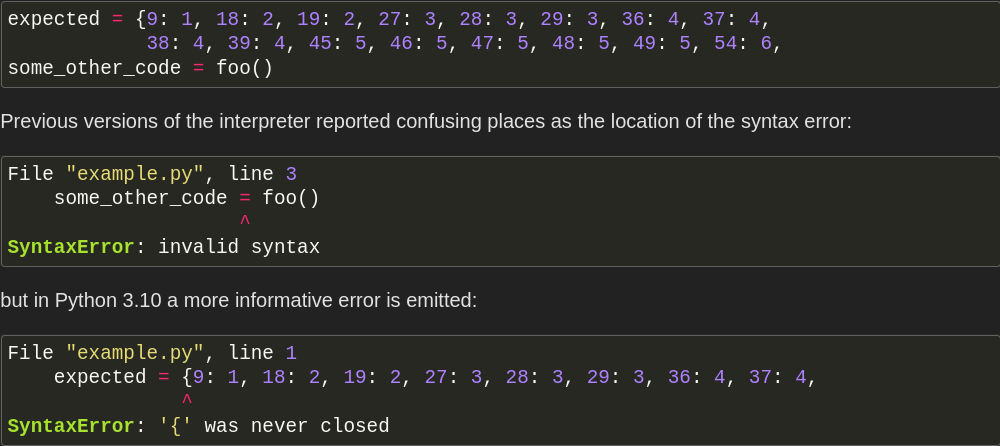 expected = {9: 1, 18: 2, 19: 2, 27: 3, 28: 3, 29: 3, 36: 4, 37: 4,
            38: 4, 39: 4, 45: 5, 46: 5, 47: 5, 48: 5, 49: 5, 54: 6,
some_other_code = foo()
Previous versions of the interpreter reported confusing places as the location of the syntax error:
File "example.py", line 3
    some_other_code = foo()
                    ^
SyntaxError: invalid syntax
but in Python 3.10 a more informative error is emitted:
File "example.py", line 1
    expected = {9: 1, 18: 2, 19: 2, 27: 3, 28: 3, 29: 3, 36: 4, 37: 4,
               ^
SyntaxError: '{' was never closed